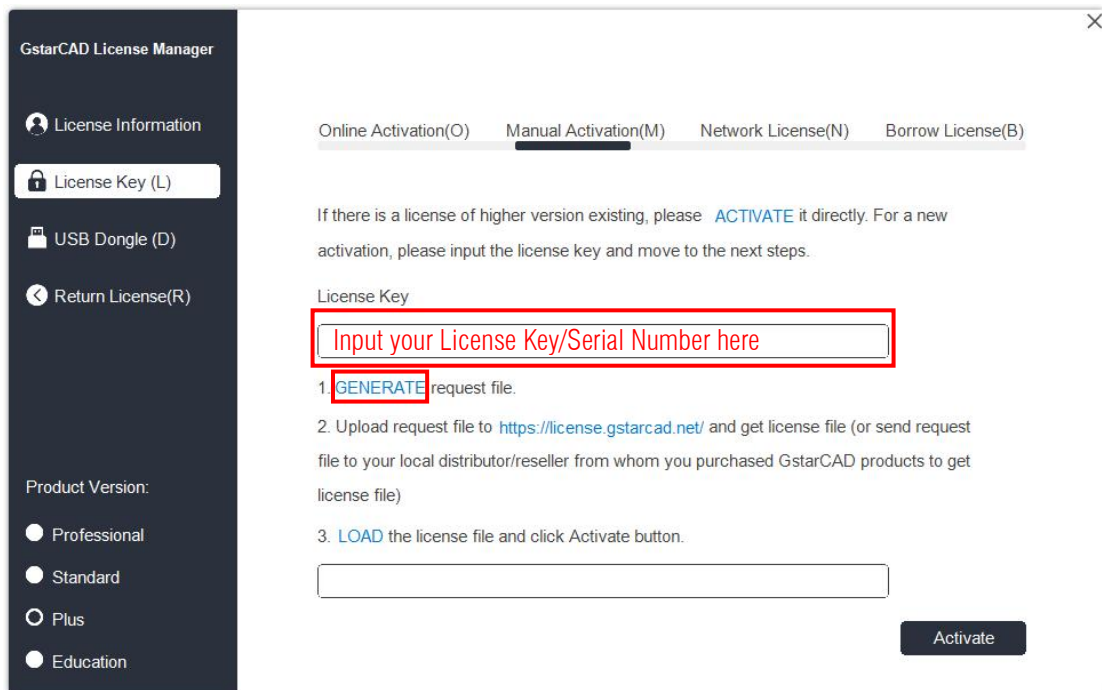 GstarCAD License Manager
License Information
License Key (L)
USB Dongle (D)
Return License(R)
Product Version:
Professional
Standard
Plus
Education
Online Activation(O) Manual Activation(M) Network License(N) Borrow License(B)
If there is a license of higher version existing, please ACTIVATE it directly. For a new
activation, please input the license key and move to the next steps.
License Key
Input your License Key/Serial Number here
1. GENERATE request file.
2. Upload request file to https://license.gstarcad.net/ and get license file (or send request
file to your local distributor/reseller from whom you purchased GstarCAD products to get
license file)
3. LOAD the license file and click Activate button.
Activate